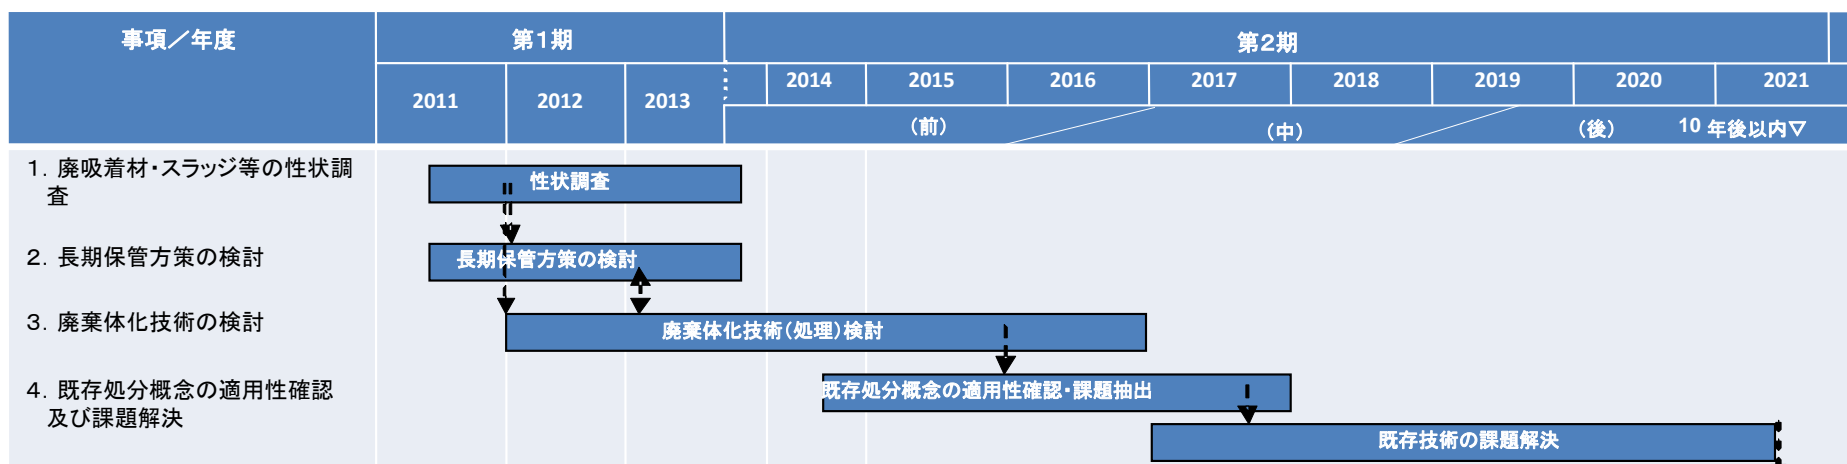 事項／年度
第1期
第2期
2011
2012
2013
2014
2015
2016
2017
2018
2019
2020
2021
（前）
（中）
（後）
10 年後以内▽
1．廃吸着材・スラッジ等の性状調
査
性状調査
2．長期保管方策の検討
長期保管方策の検討
3．廃棄体化技術の検討
廃棄体化技術（処理）検討
4．既存処分概念の適用性確認
及び課題解決
既存処分概念の適用性確認・課題抽出
既存技術の課題解決